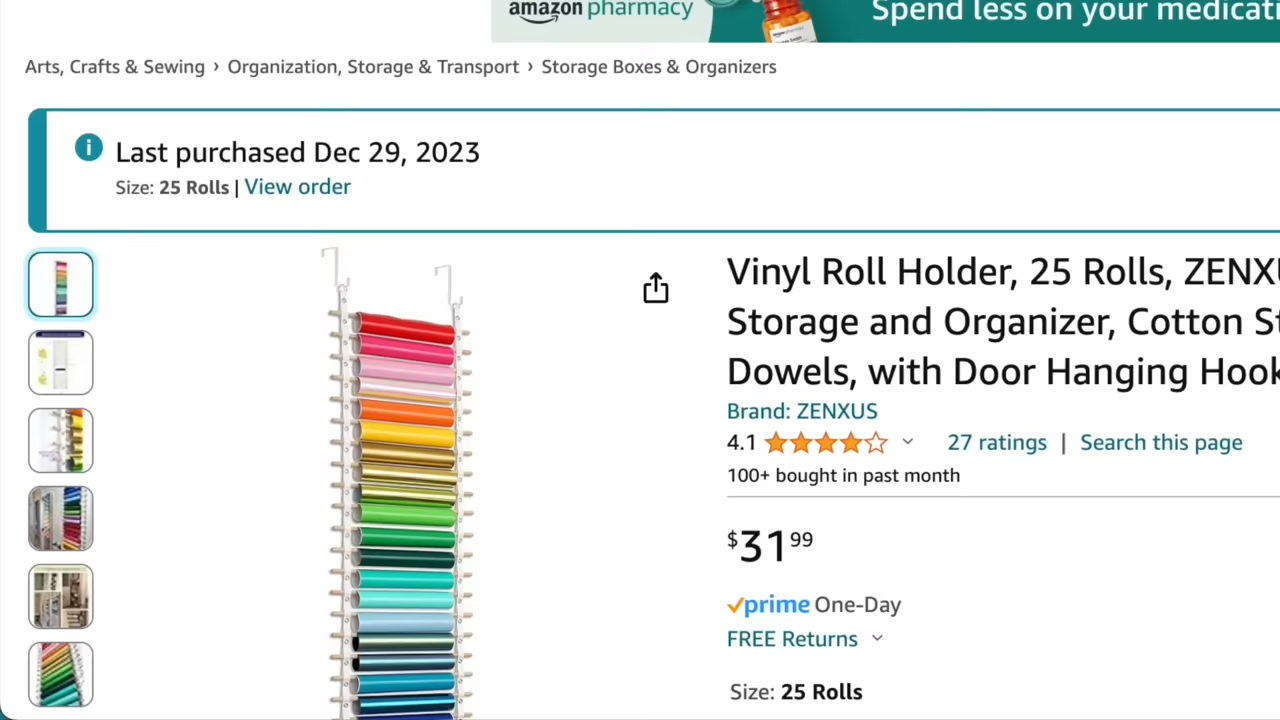 amazon pharmacy
Spend less on your medicati
Arts, Crafts & Sewing › Organization, Storage & Transport › Storage Boxes & Organizers
Last purchased Dec 29, 2023
Size: 25 Rolls | View order
Vinyl Roll Holder, 25 Rolls, ZENXU
Storage and Organizer, Cotton St
Dowels, with Door Hanging Hook
Brand: ZENXUS
4.1
27 ratings | Search this page
100+ bought in past month
$31.99
prime One-Day
FREE Returns
Size: 25 Rolls